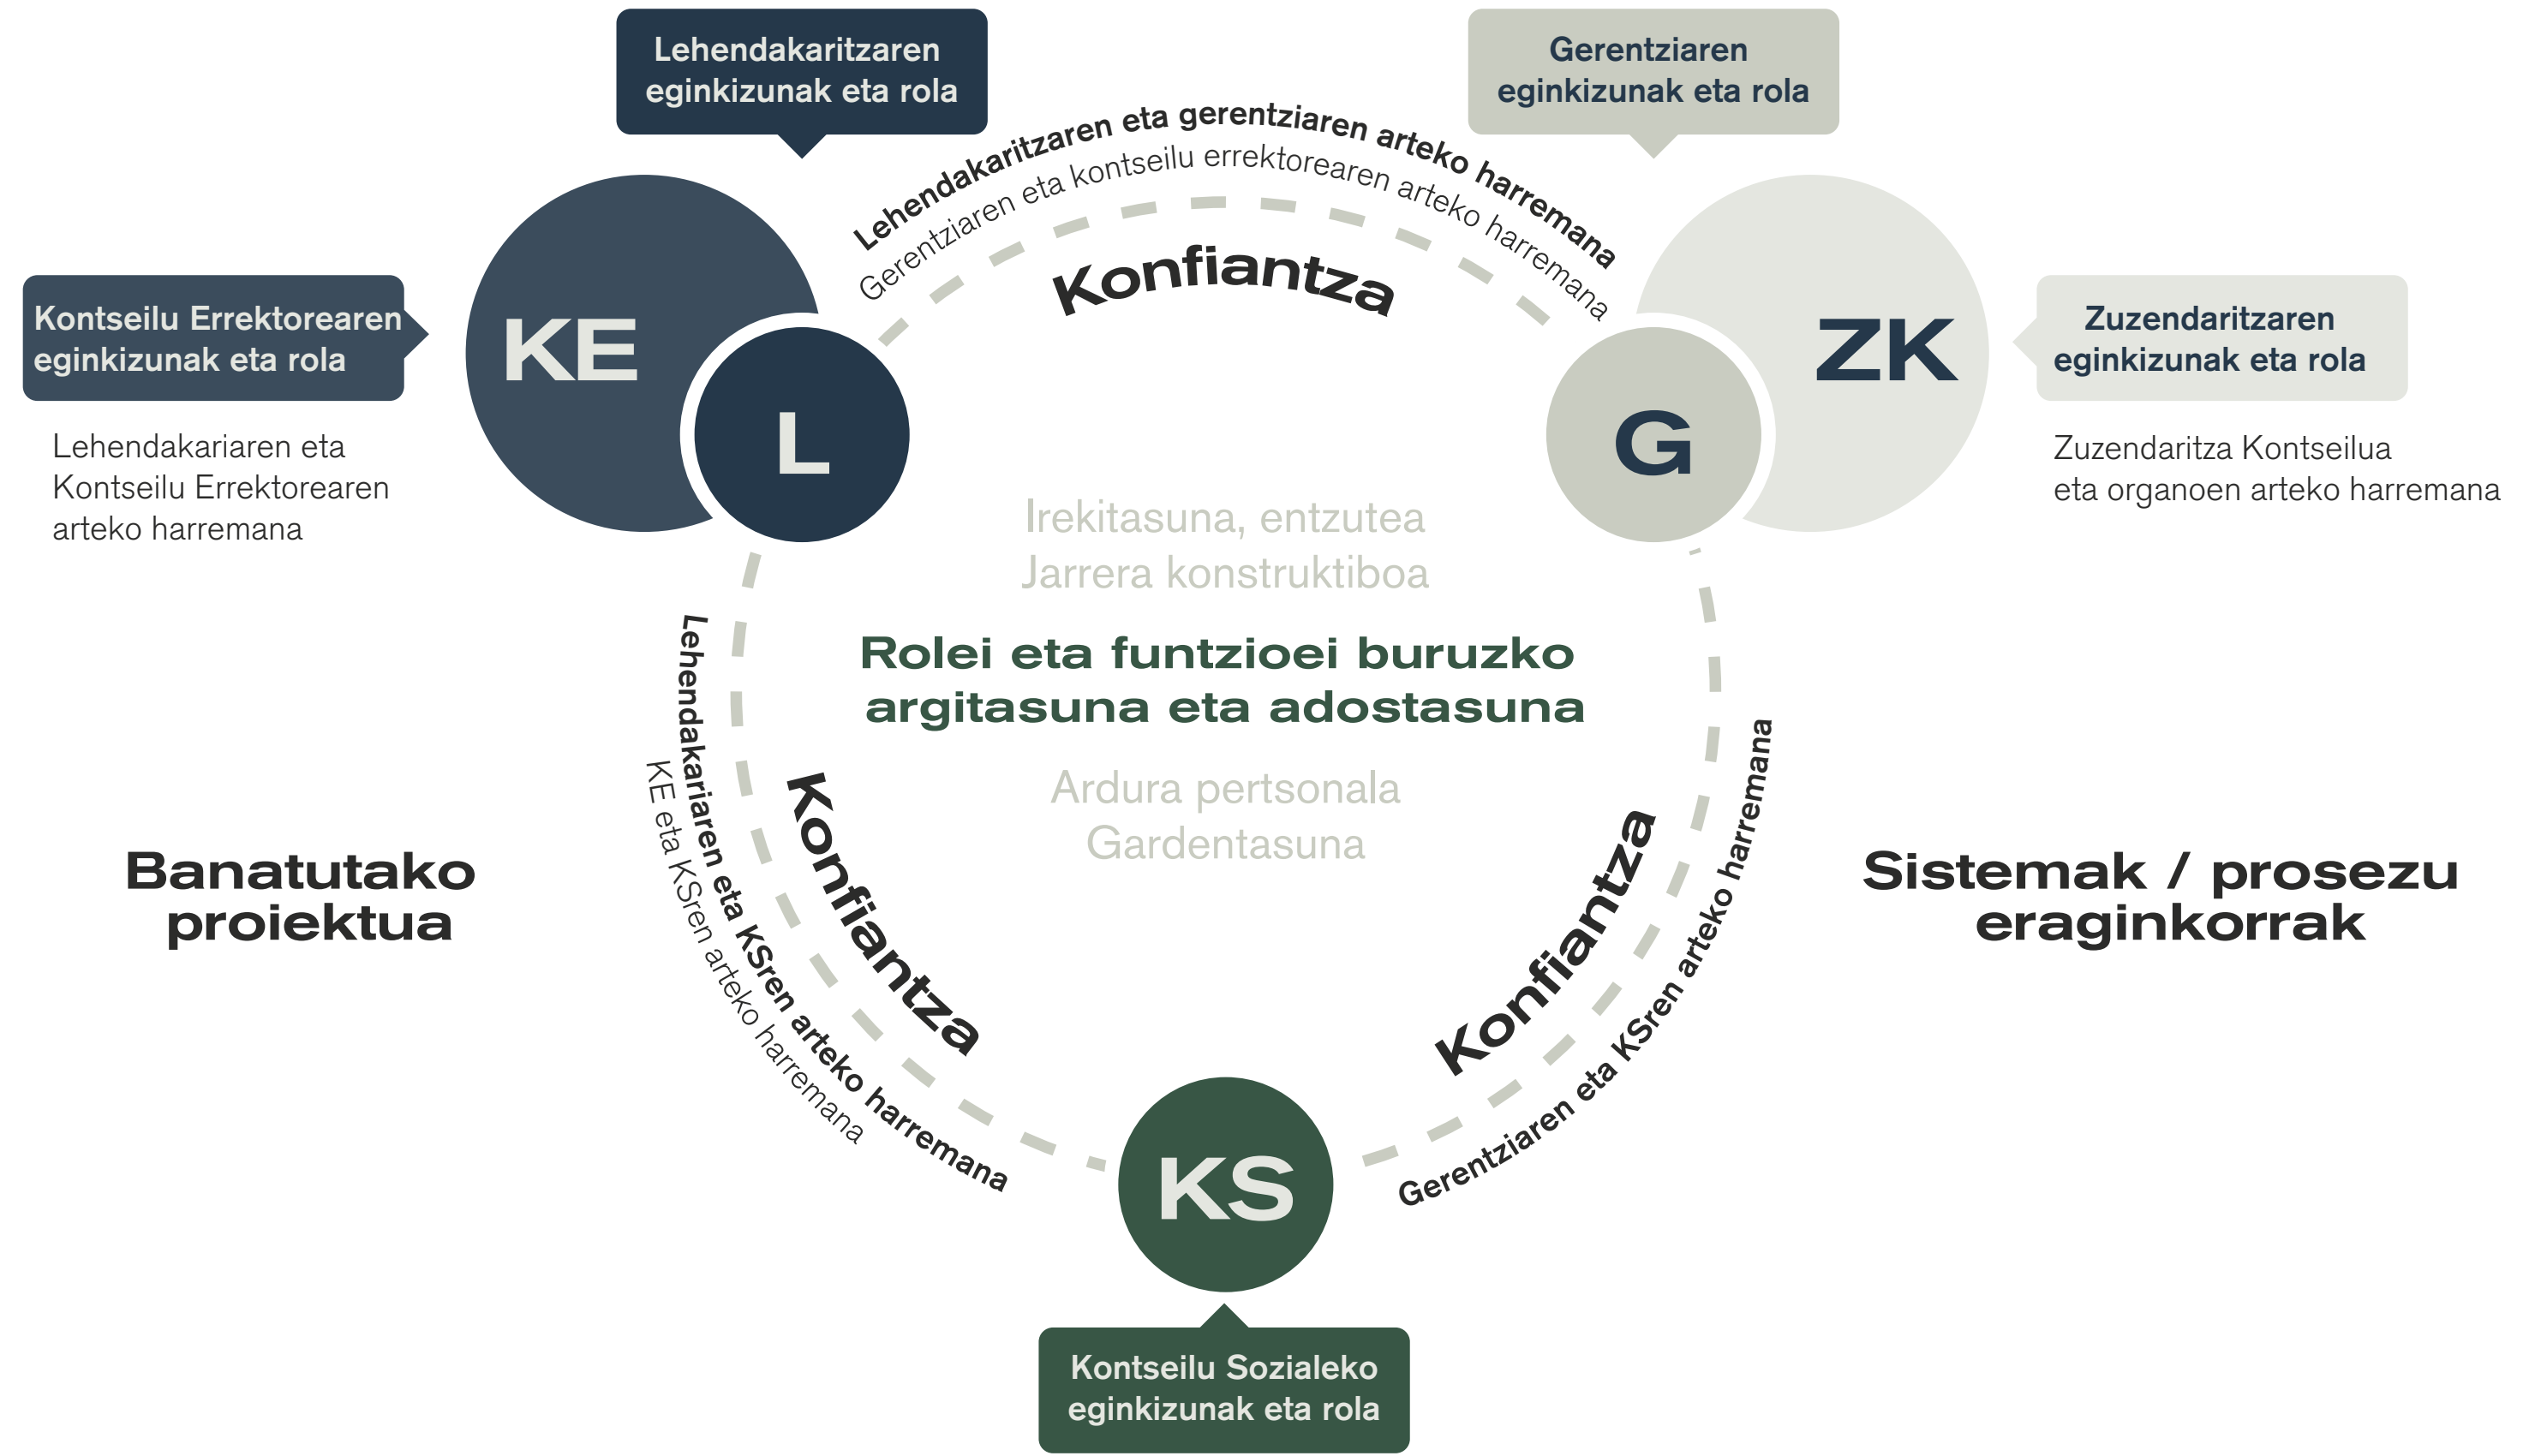 Lehendakaritzaren
eginkizunak eta rola
Gerentziaren
eginkizunak eta rola
Lehendakaritzaren eta gerentziaren arteko harremana
Gerentziaren eta kontseilu errektorearen arteko harremana
Konfiantza
Kontseilu Errektorearen
eginkizunak eta rola
KE
L
G
ZK
Zuzendaritzaren
eginkizunak eta rola
Lehendakariaren eta
Kontseilu Errektorearen
arteko harremana
Zuzendaritza Kontseilua
eta organoen arteko harremana
Irekitasuna, entzutea
Jarrera konstruktiboa
Rolei eta funtzioei buruzko
argitasuna eta adostasuna
Ardura pertsonala
Gardentasuna
Lehendakariaren eta KSren arteko harremana
KE eta KSren arteko harremana
Konfiantza
Konfiantza
Gerentziaren eta KSren arteko harremana
Banatutako
proiektua
Sistemak / prosezu
eraginkorrak
KS
Kontseilu Sozialeko
eginkizunak eta rola